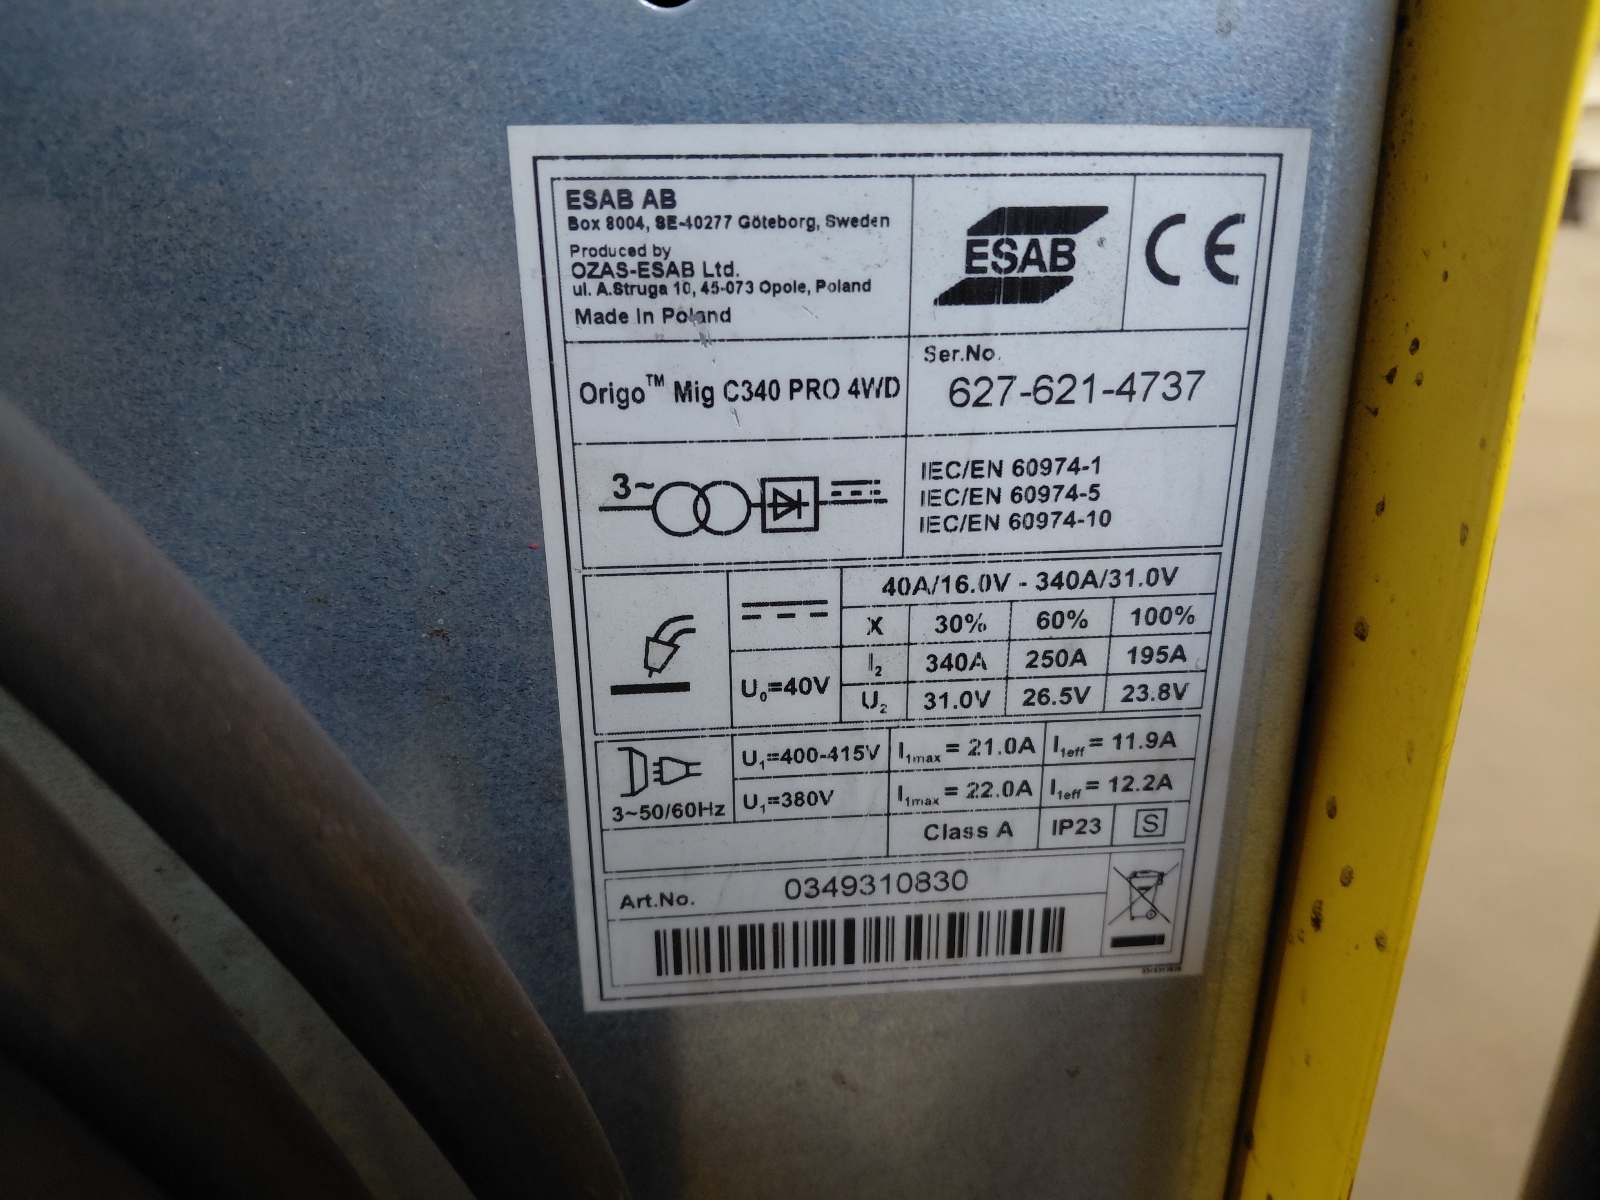 ESAB AB
Box 8004, SE-40277 Göteborg, Sweden
Produced by
OZAS-ESAB Ltd.
ul. A.Struga 10, 45-073 Opole, Poland
Made In Poland
ESAB
CE
Origo™ Mig C340 PRO 4WD
Ser.No.
627-621-4737
3~
IEC/EN 60974-1
IEC/EN 60974-5
IEC/EN 60974-10
40A/16.0V - 340A/31.0V
X 30% 60% 100%
I₂ 340A 250A 195A
U₀=40V
U₂ 31.0V 26.5V 23.8V
3~50/60Hz
U₁=400-415V I₁max = 21.0A I₁eff = 11.9A
U₁=380V I₁max = 22.0A I₁eff = 12.2A
Class A IP23 S
Art.No. 0349310830